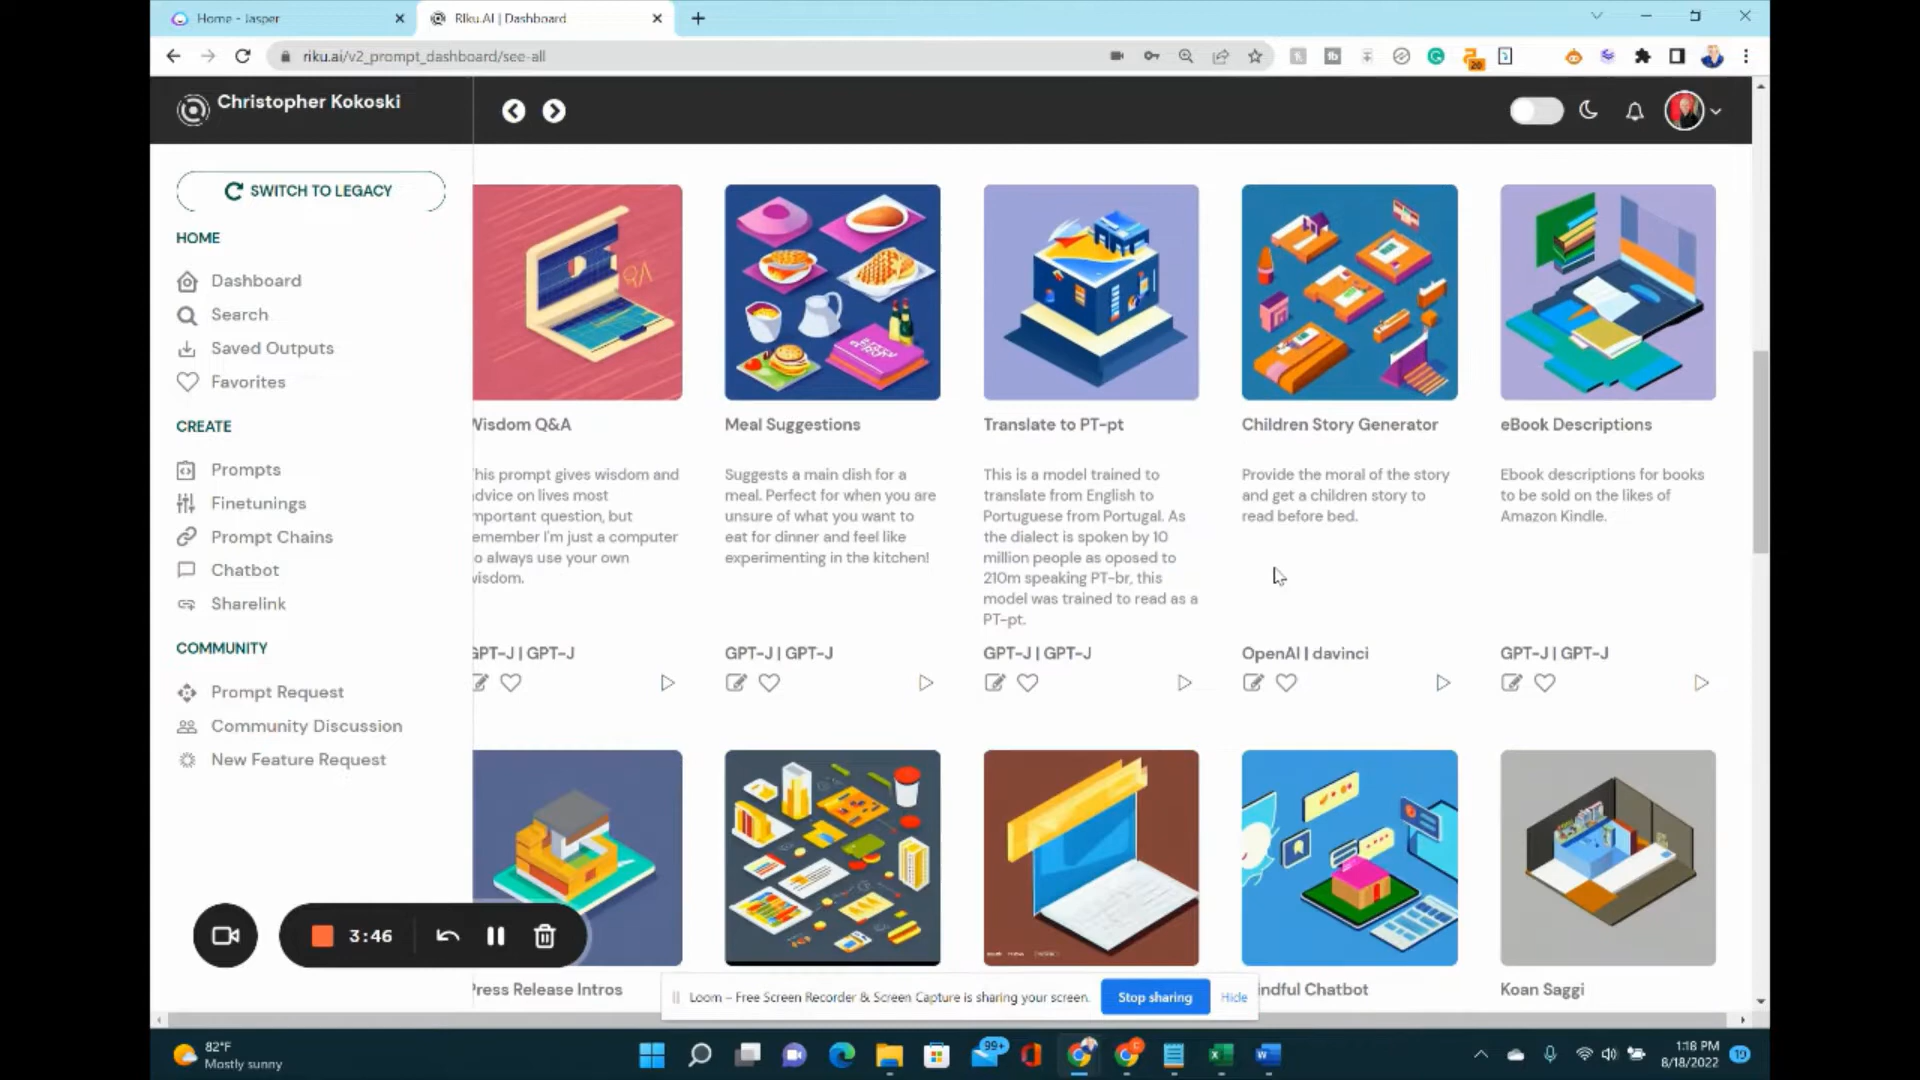 Home - Jasper
RIku.AI | Dashboard
riku.ai/v2_prompt_dashboard/see-all
20
Christopher Kokoski
SWITCH TO LEGACY
HOME
Dashboard
Search
Saved Outputs
Favorites
CREATE
Prompts
Finetunings
Prompt Chains
Chatbot
Sharelink
COMMUNITY
Prompt Request
Community Discussion
New Feature Request
QA
Wisdom Q&A
his prompt gives wisdom and
dvice on lives most
mportant question, but
emember I'm just a computer
o always use your own
wisdom.
GPT-J | GPT-J
Meal Suggestions
Suggests a main dish for a
meal. Perfect for when you are
unsure of what you want to
eat for dinner and feel like
experimenting in the kitchen!
GPT-J | GPT-J
Translate to PT-pt
This is a model trained to
translate from English to
Portuguese from Portugal. As
the dialect is spoken by 10
million people as oposed to
210m speaking PT-br, this
model was trained to read as a
PT-pt.
GPT-J | GPT-J
Children Story Generator
Provide the moral of the story
and get a children story to
read before bed.
OpenAI | davinci
eBook Descriptions
Ebook descriptions for books
to be sold on the likes of
Amazon Kindle.
GPT-J | GPT-J
Press Release Intros
indful Chatbot
Koan Saggi
3:46
Loom – Free Screen Recorder & Screen Capture is sharing your screen.
Stop sharing
Hide
82°F
Mostly sunny
99+
1:18 PM
8/18/2022
19